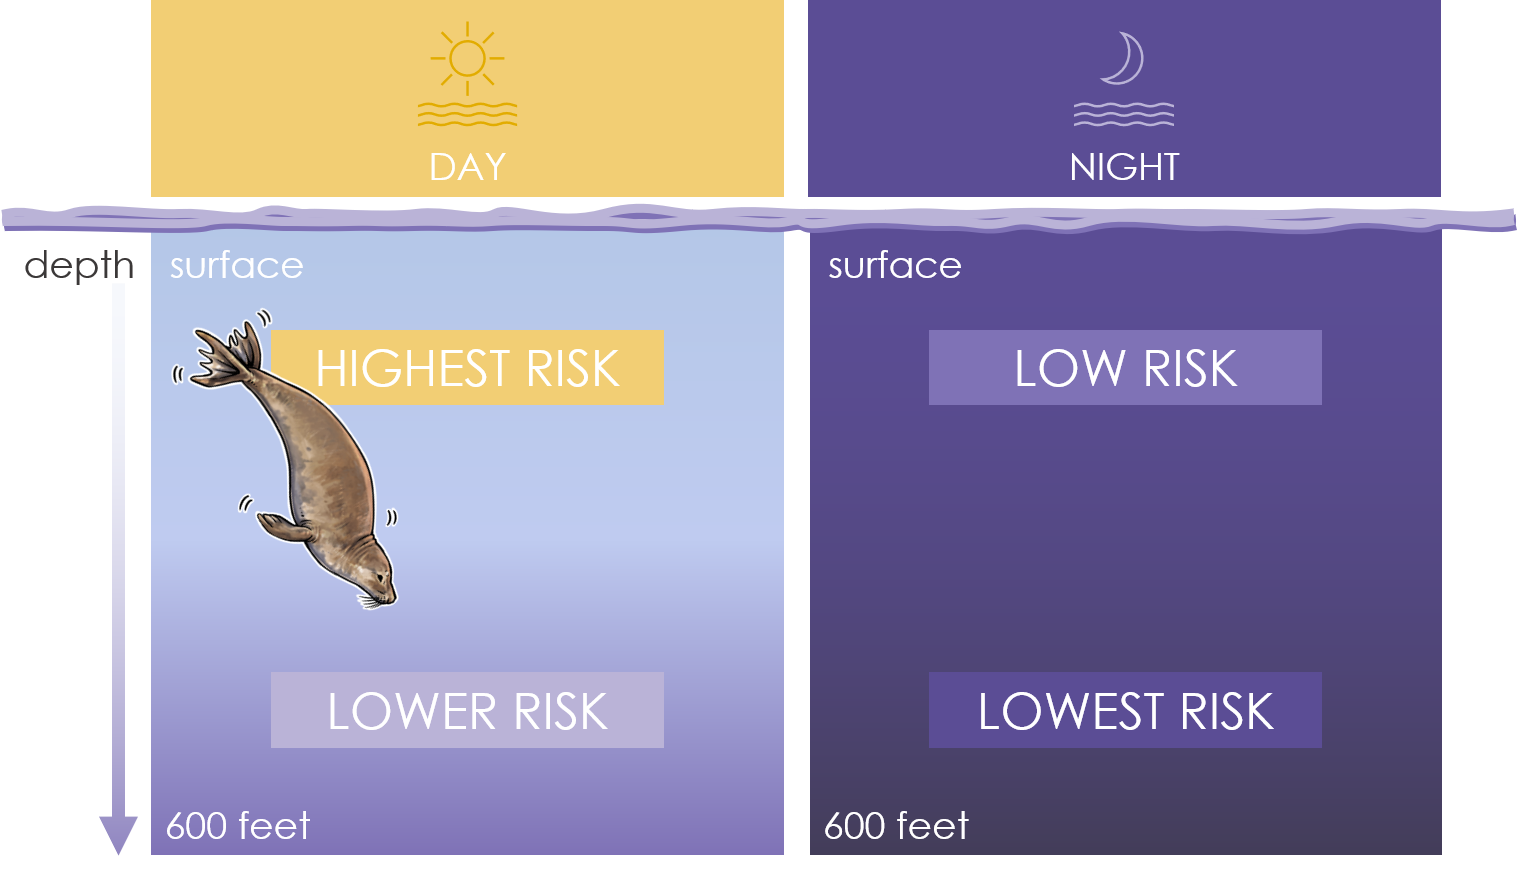 DAY
NIGHT
depth
surface
surface
HIGHEST RISK
LOW RISK
LOWER RISK
LOWEST RISK
600 feet
600 feet